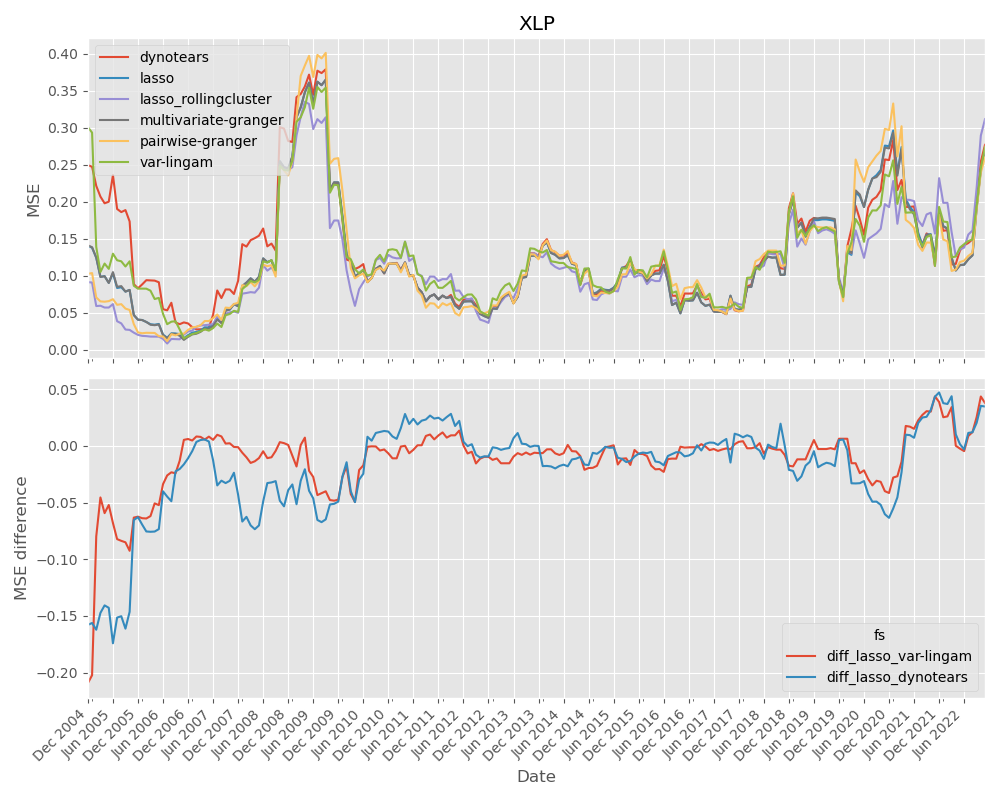 XLP
0.40
0.35
0.30
0.25
0.20
0.15
0.10
0.05
0.00
MSE
dynotears
lasso
lasso_rollingcluster
multivariate-granger
pairwise-granger
var-lingam
0.05
0.00
−0.05
−0.10
−0.15
−0.20
MSE difference
fs
diff_lasso_var-lingam
diff_lasso_dynotears
Dec 2004
Jun 2005
Dec 2005
Jun 2006
Dec 2006
Jun 2007
Dec 2007
Jun 2008
Dec 2008
Jun 2009
Dec 2009
Jun 2010
Dec 2010
Jun 2011
Dec 2011
Jun 2012
Dec 2012
Jun 2013
Dec 2013
Jun 2014
Dec 2014
Jun 2015
Dec 2015
Jun 2016
Dec 2016
Jun 2017
Dec 2017
Jun 2018
Dec 2018
Jun 2019
Dec 2019
Jun 2020
Dec 2020
Jun 2021
Dec 2021
Jun 2022
Date